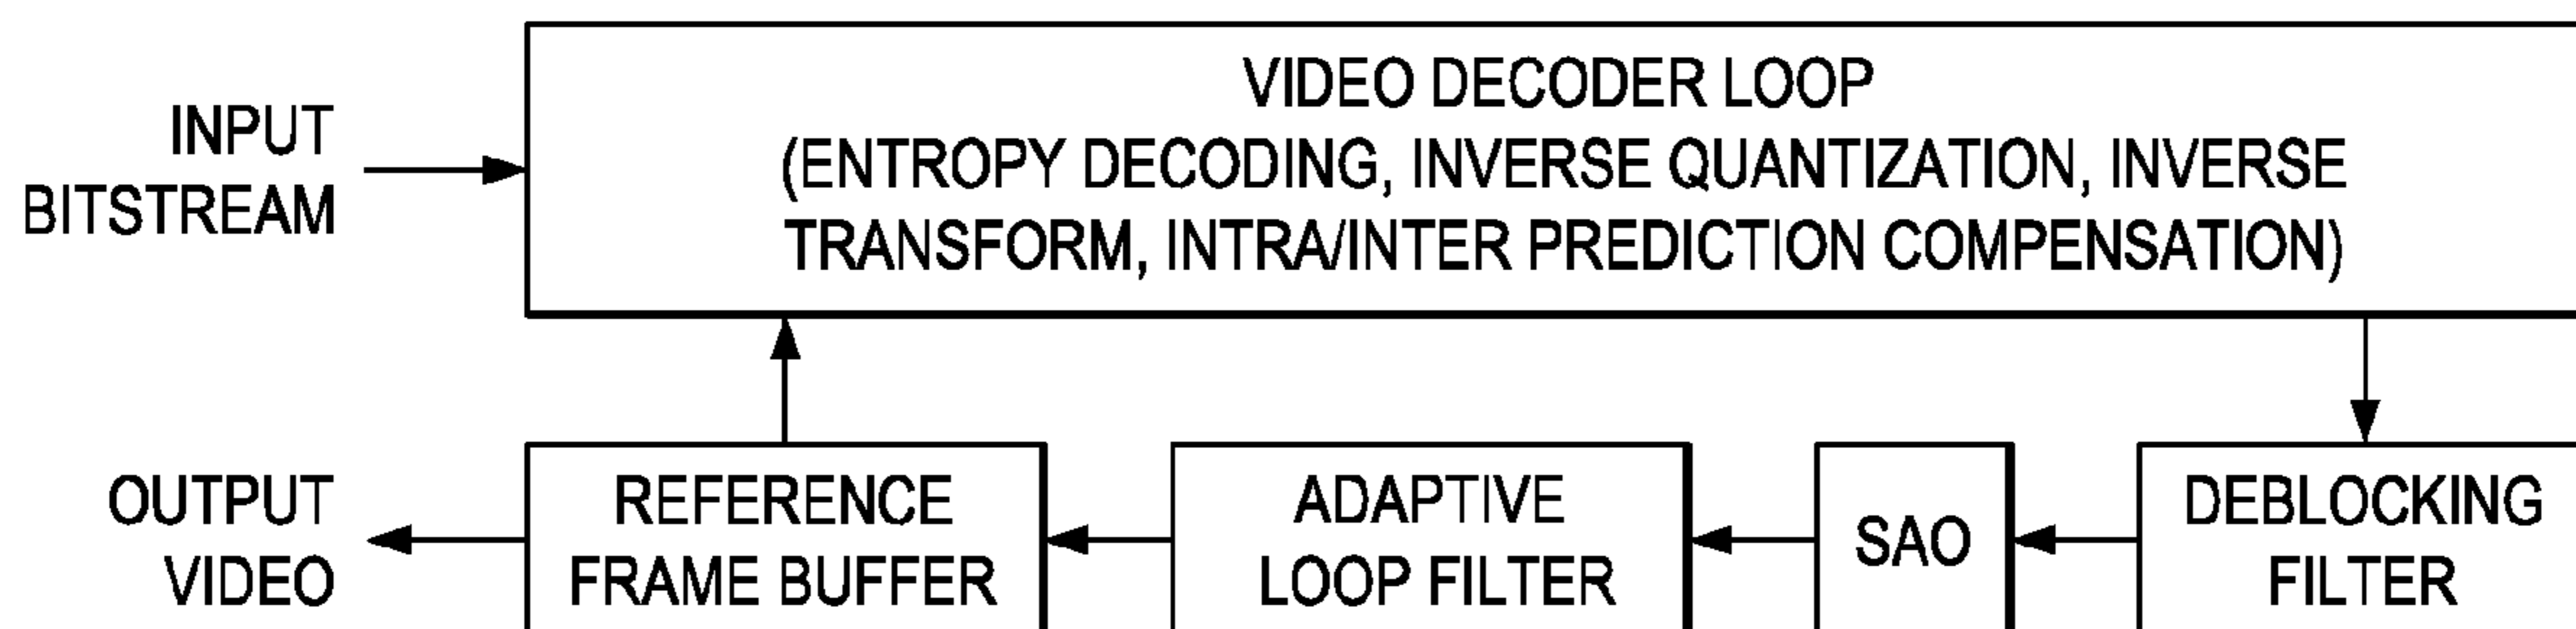 INPUT
BITSTREAM
VIDEO DECODER LOOP
(ENTROPY DECODING, INVERSE QUANTIZATION, INVERSE
TRANSFORM, INTRA/INTER PREDICTION COMPENSATION)
OUTPUT
VIDEO
REFERENCE
FRAME BUFFER
ADAPTIVE
LOOP FILTER
SAO
DEBLOCKING
FILTER